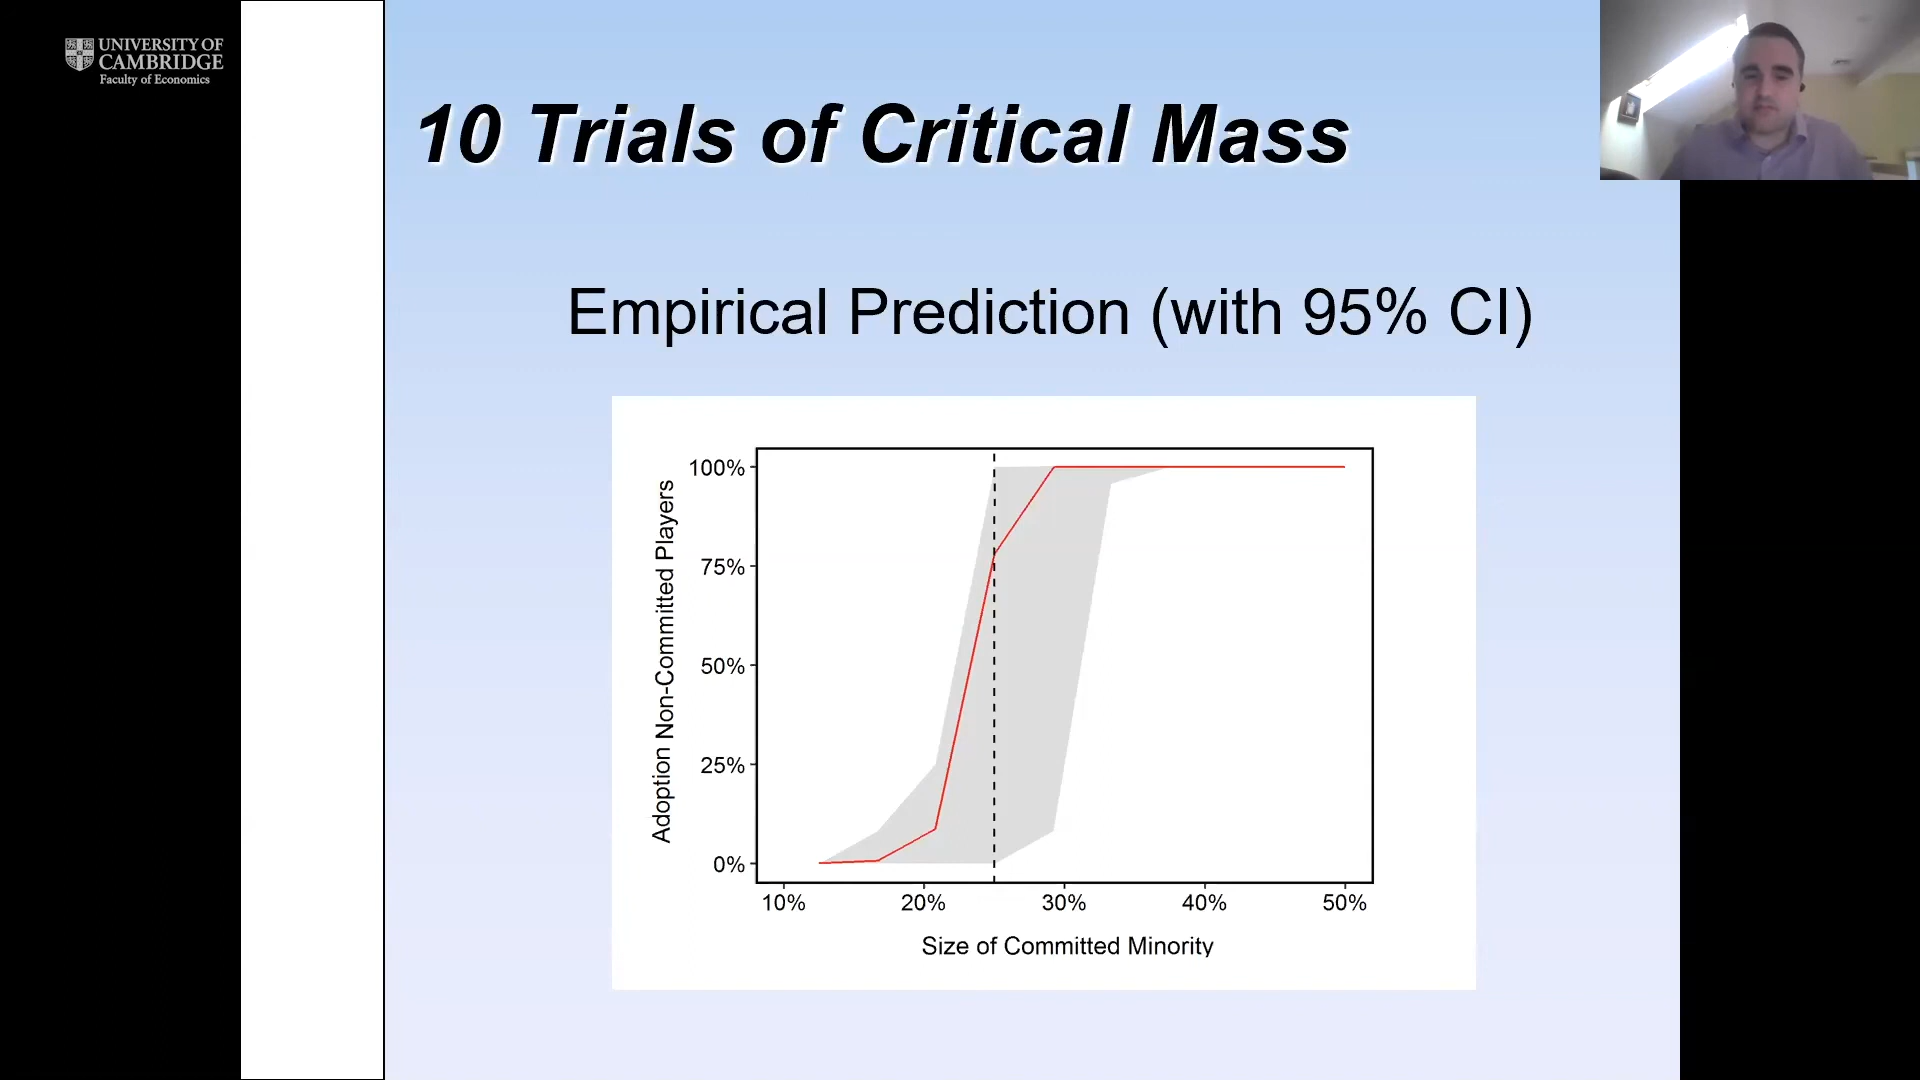 UNIVERSITY OF
CAMBRIDGE
Faculty of Economics
10 Trials of Critical Mass
Empirical Prediction (with 95% CI)
Adoption Non-Committed Players
100%
75%
50%
25%
0%
10% 20% 30% 40% 50%
Size of Committed Minority